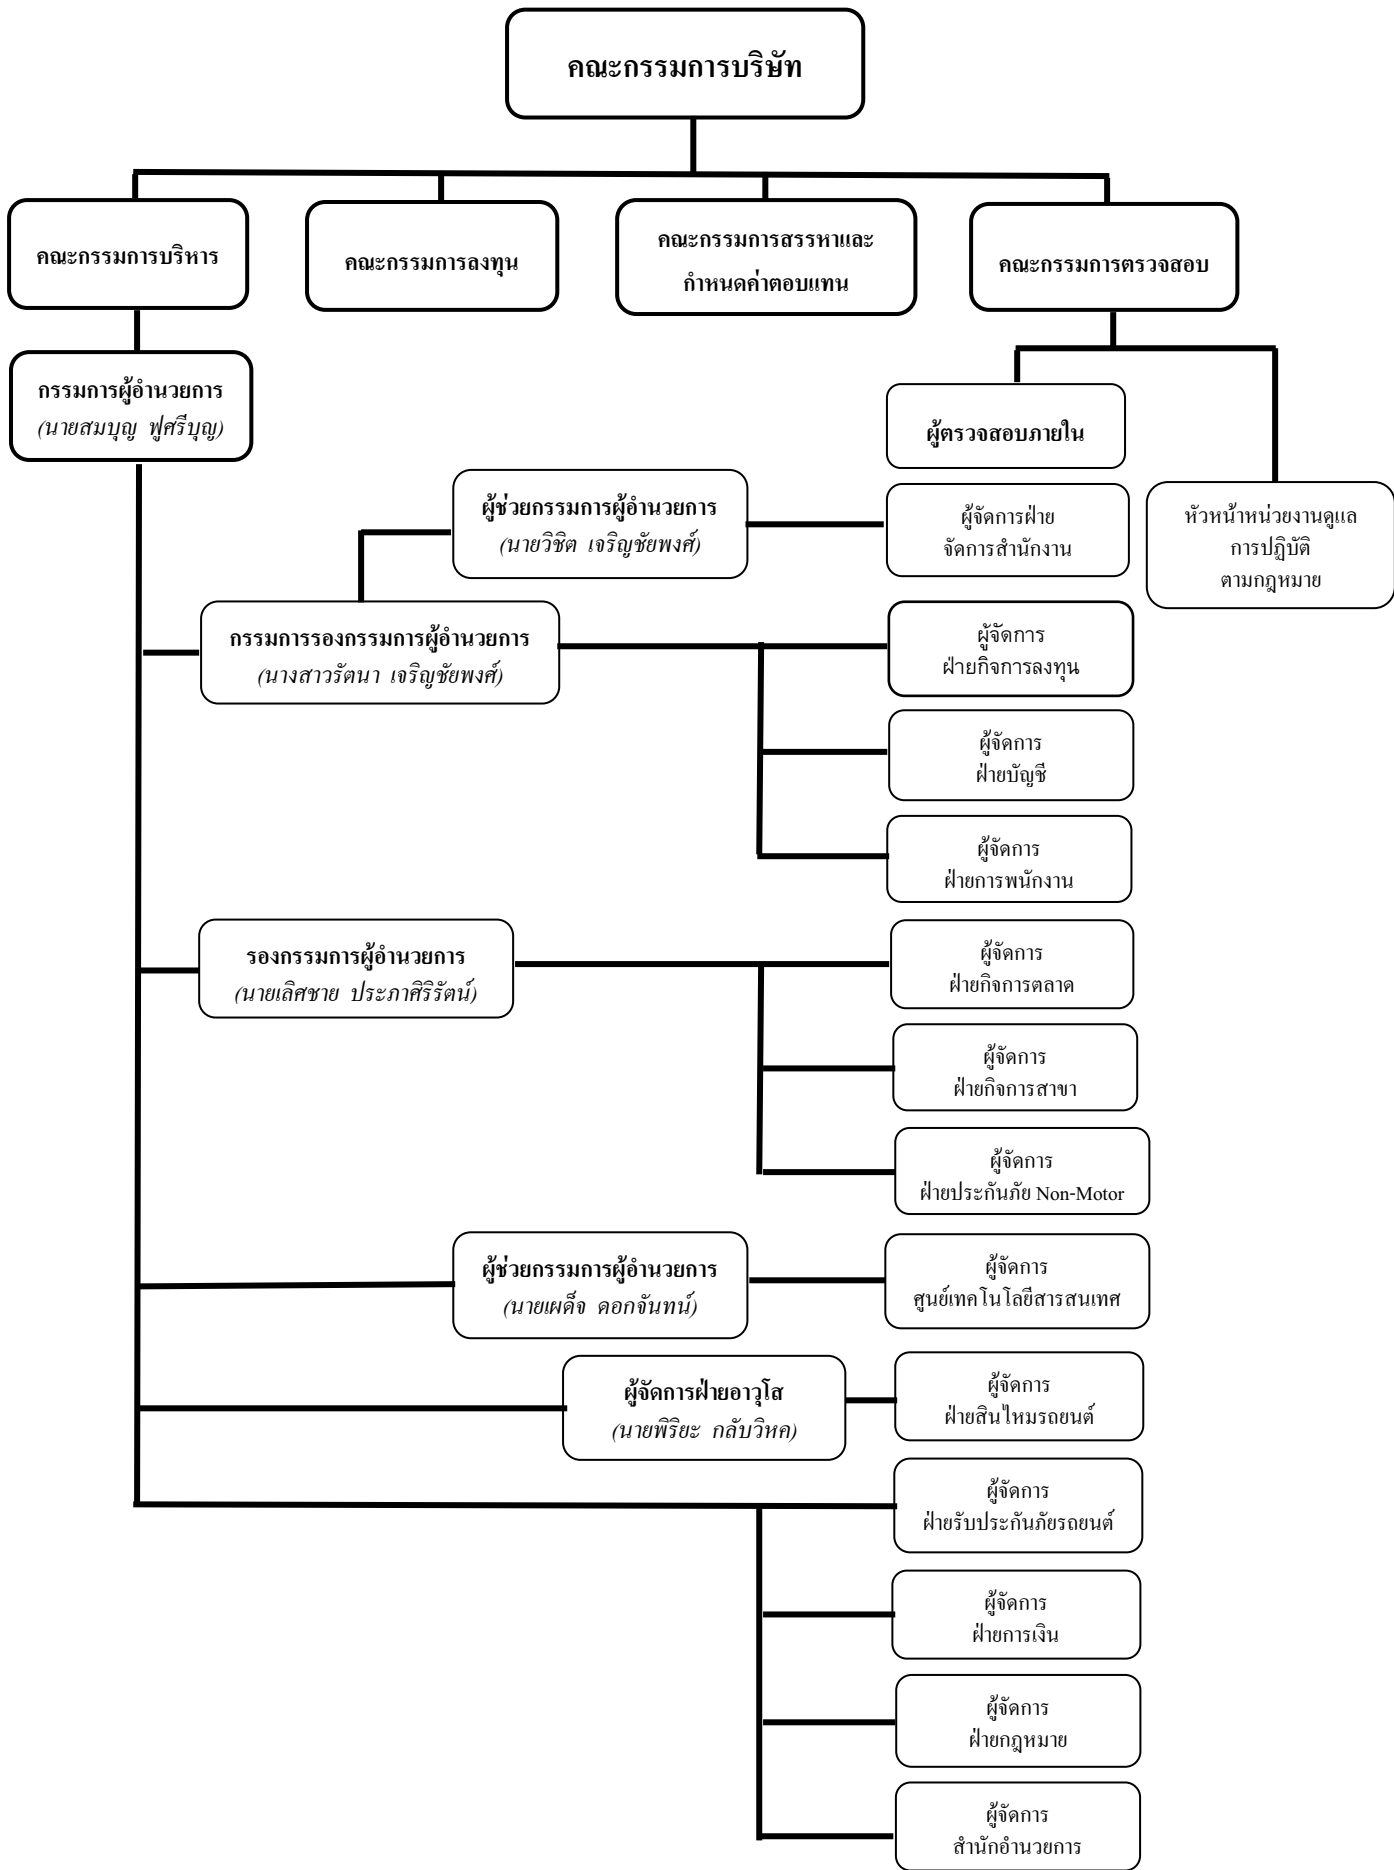 คณะกรรมการบริษัท
คณะกรรมการบริหาร
คณะกรรมการลงทุน
คณะกรรมการสรรหาและ
กำหนดค่าตอบแทน
คณะกรรมการตรวจสอบ
กรรมการผู้อำนวยการ
(นายสมบุญ ฟูศรีบุญ)
ผู้ตรวจสอบภายใน
ผู้ช่วยกรรมการผู้อำนวยการ
(นายวิชิต เจริญชัยพงศ์)
ผู้จัดการฝ่าย
จัดการสำนักงาน
หัวหน้าหน่วยงานดูแล
การปฏิบัติ
ตามกฎหมาย
กรรมการรองกรรมการผู้อำนวยการ
(นางสาวรัตนา เจริญชัยพงศ์)
ผู้จัดการ
ฝ่ายกิจการลงทุน
ผู้จัดการ
ฝ่ายบัญชี
ผู้จัดการ
ฝ่ายการพนักงาน
รองกรรมการผู้อำนวยการ
(นายเลิศชาย ประภาศิริรัตน์)
ผู้จัดการ
ฝ่ายกิจการตลาด
ผู้จัดการ
ฝ่ายกิจการสาขา
ผู้จัดการ
ฝ่ายประกันภัย Non-Motor
ผู้ช่วยกรรมการผู้อำนวยการ
(นายเผด็จ ดอกจันทน์)
ผู้จัดการ
ศูนย์เทคโนโลยีสารสนเทศ
ผู้จัดการฝ่ายอาวุโส
(นายพิริยะ กลับวิหค)
ผู้จัดการ
ฝ่ายสินไหมรถยนต์
ผู้จัดการ
ฝ่ายรับประกันภัยรถยนต์
ผู้จัดการ
ฝ่ายการเงิน
ผู้จัดการ
ฝ่ายกฎหมาย
ผู้จัดการ
สำนักอำนวยการ